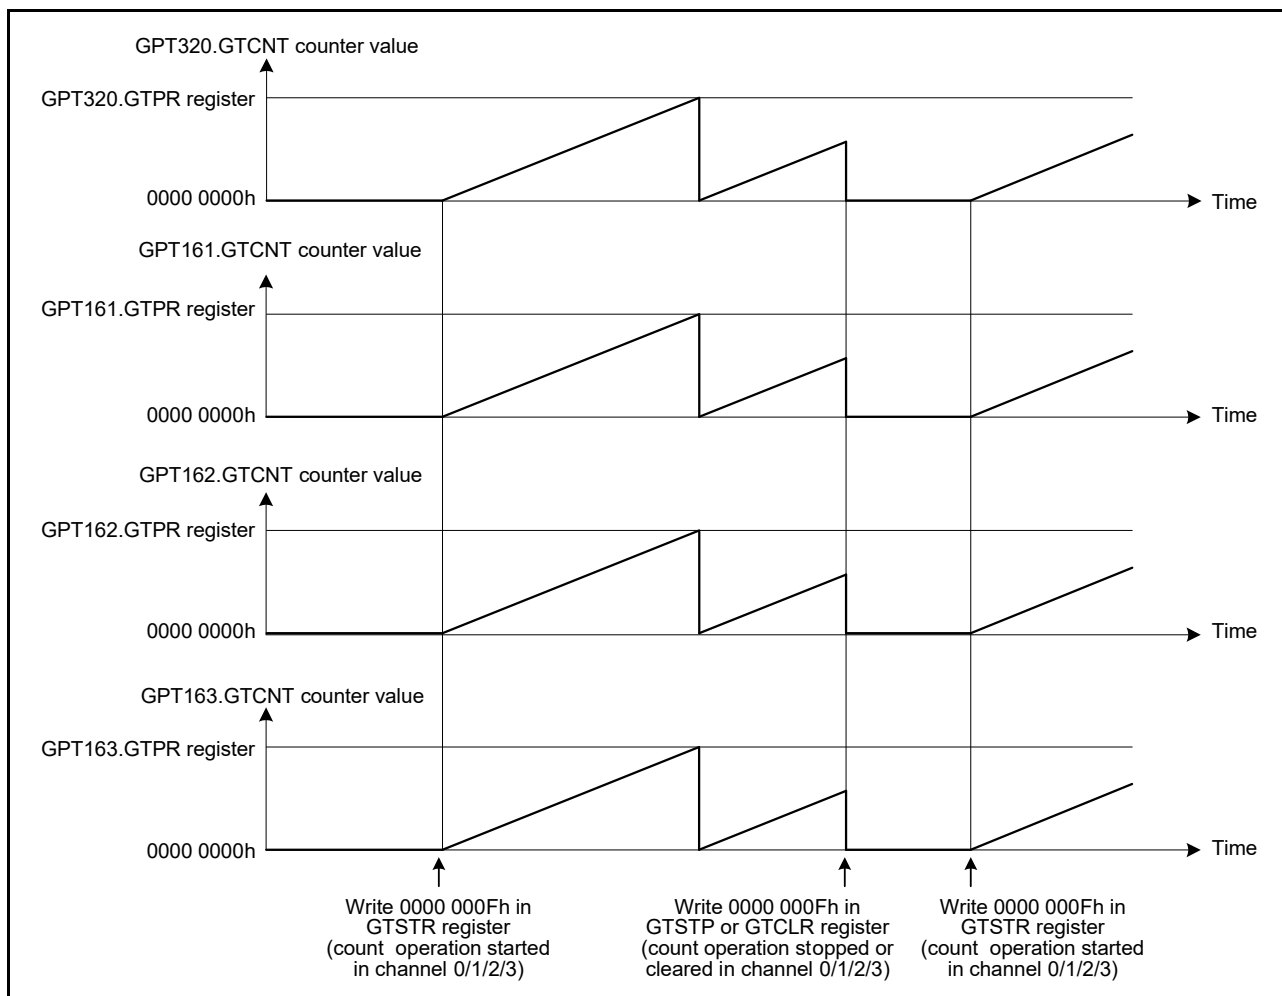 GPT320.GTCNT counter value
GPT320.GTPR register
0000 0000h
Time
GPT161.GTCNT counter value
GPT161.GTPR register
0000 0000h
Time
GPT162.GTCNT counter value
GPT162.GTPR register
0000 0000h
Time
GPT163.GTCNT counter value
GPT163.GTPR register
0000 0000h
Time
Write 0000 000Fh in
GTSTR register
(count operation started
in channel 0/1/2/3)
Write 0000 000Fh in
GTSTP or GTCLR register
(count operation stopped or
cleared in channel 0/1/2/3)
Write 0000 000Fh in
GTSTR register
(count operation started
in channel 0/1/2/3)